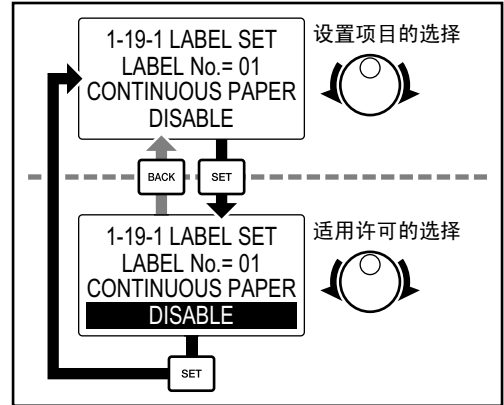 1-19-1 LABEL SET
LABEL No.= 01
CONTINUOUS PAPER
DISABLE
设置项目的选择
BACK
SET
1-19-1 LABEL SET
LABEL No.= 01
CONTINUOUS PAPER
DISABLE
适用许可的选择
SET